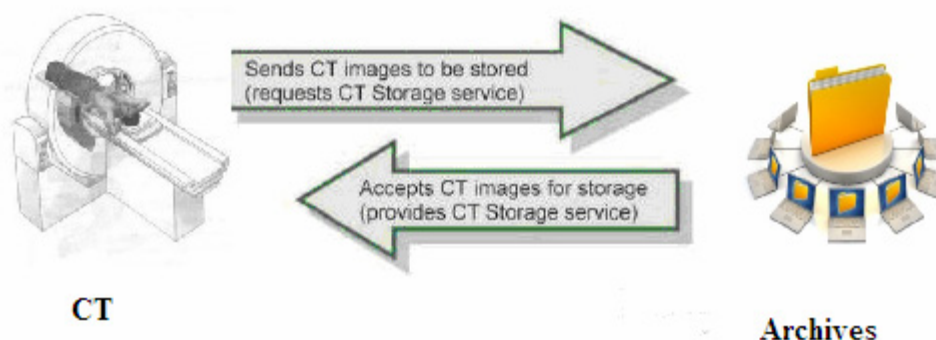 Sends CT images to be stored
(requests CT Storage service)
Accepts CT images for storage
(provides CT Storage service)
CT
Archives